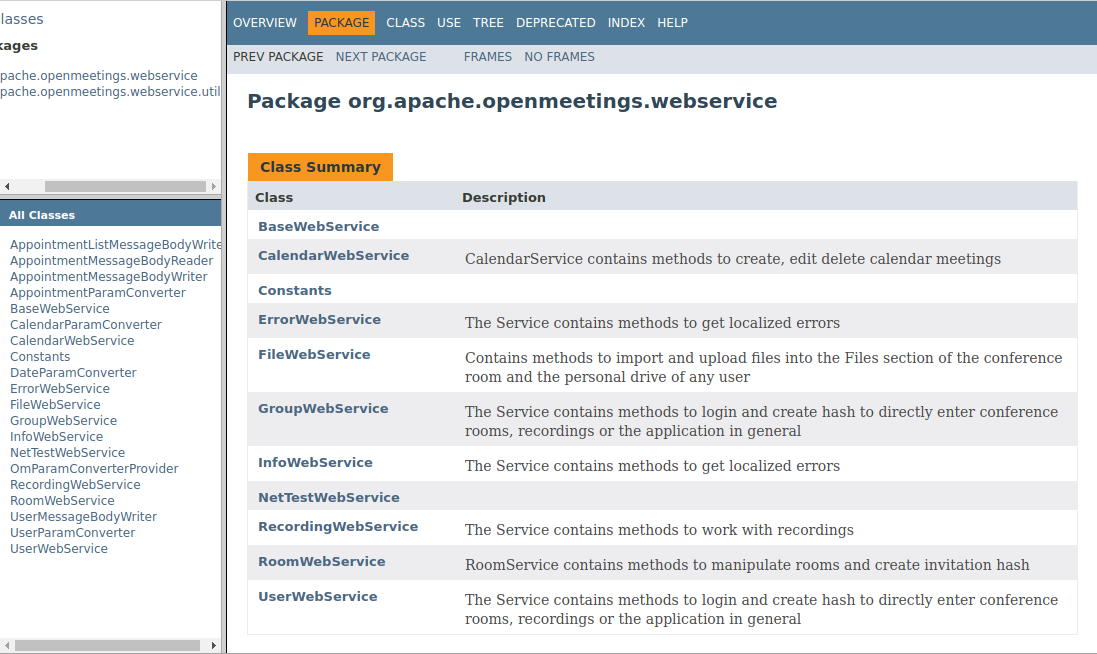 lasses
kages
pache.openmeetings.webservice
pache.openmeetings.webservice.util
All Classes
AppointmentListMessageBodyWrite
AppointmentMessageBodyReader
AppointmentMessageBodyWriter
AppointmentParamConverter
BaseWebService
CalendarParamConverter
CalendarWebService
Constants
DateParamConverter
ErrorWebService
FileWebService
GroupWebService
InfoWebService
NetTestWebService
OmParamConverterProvider
RecordingWebService
RoomWebService
UserMessageBodyWriter
UserParamConverter
UserWebService
OVERVIEW PACKAGE CLASS USE TREE DEPRECATED INDEX HELP
PREV PACKAGE NEXT PACKAGE FRAMES NO FRAMES
Package org.apache.openmeetings.webservice
Class Summary
Class Description
BaseWebService
CalendarWebService CalendarService contains methods to create, edit delete calendar meetings
Constants
ErrorWebService The Service contains methods to get localized errors
FileWebService Contains methods to import and upload files into the Files section of the conference
room and the personal drive of any user
GroupWebService The Service contains methods to login and create hash to directly enter conference
rooms, recordings or the application in general
InfoWebService The Service contains methods to get localized errors
NetTestWebService
RecordingWebService The Service contains methods to work with recordings
RoomWebService RoomService contains methods to manipulate rooms and create invitation hash
UserWebService The Service contains methods to login and create hash to directly enter conference
rooms, recordings or the application in general